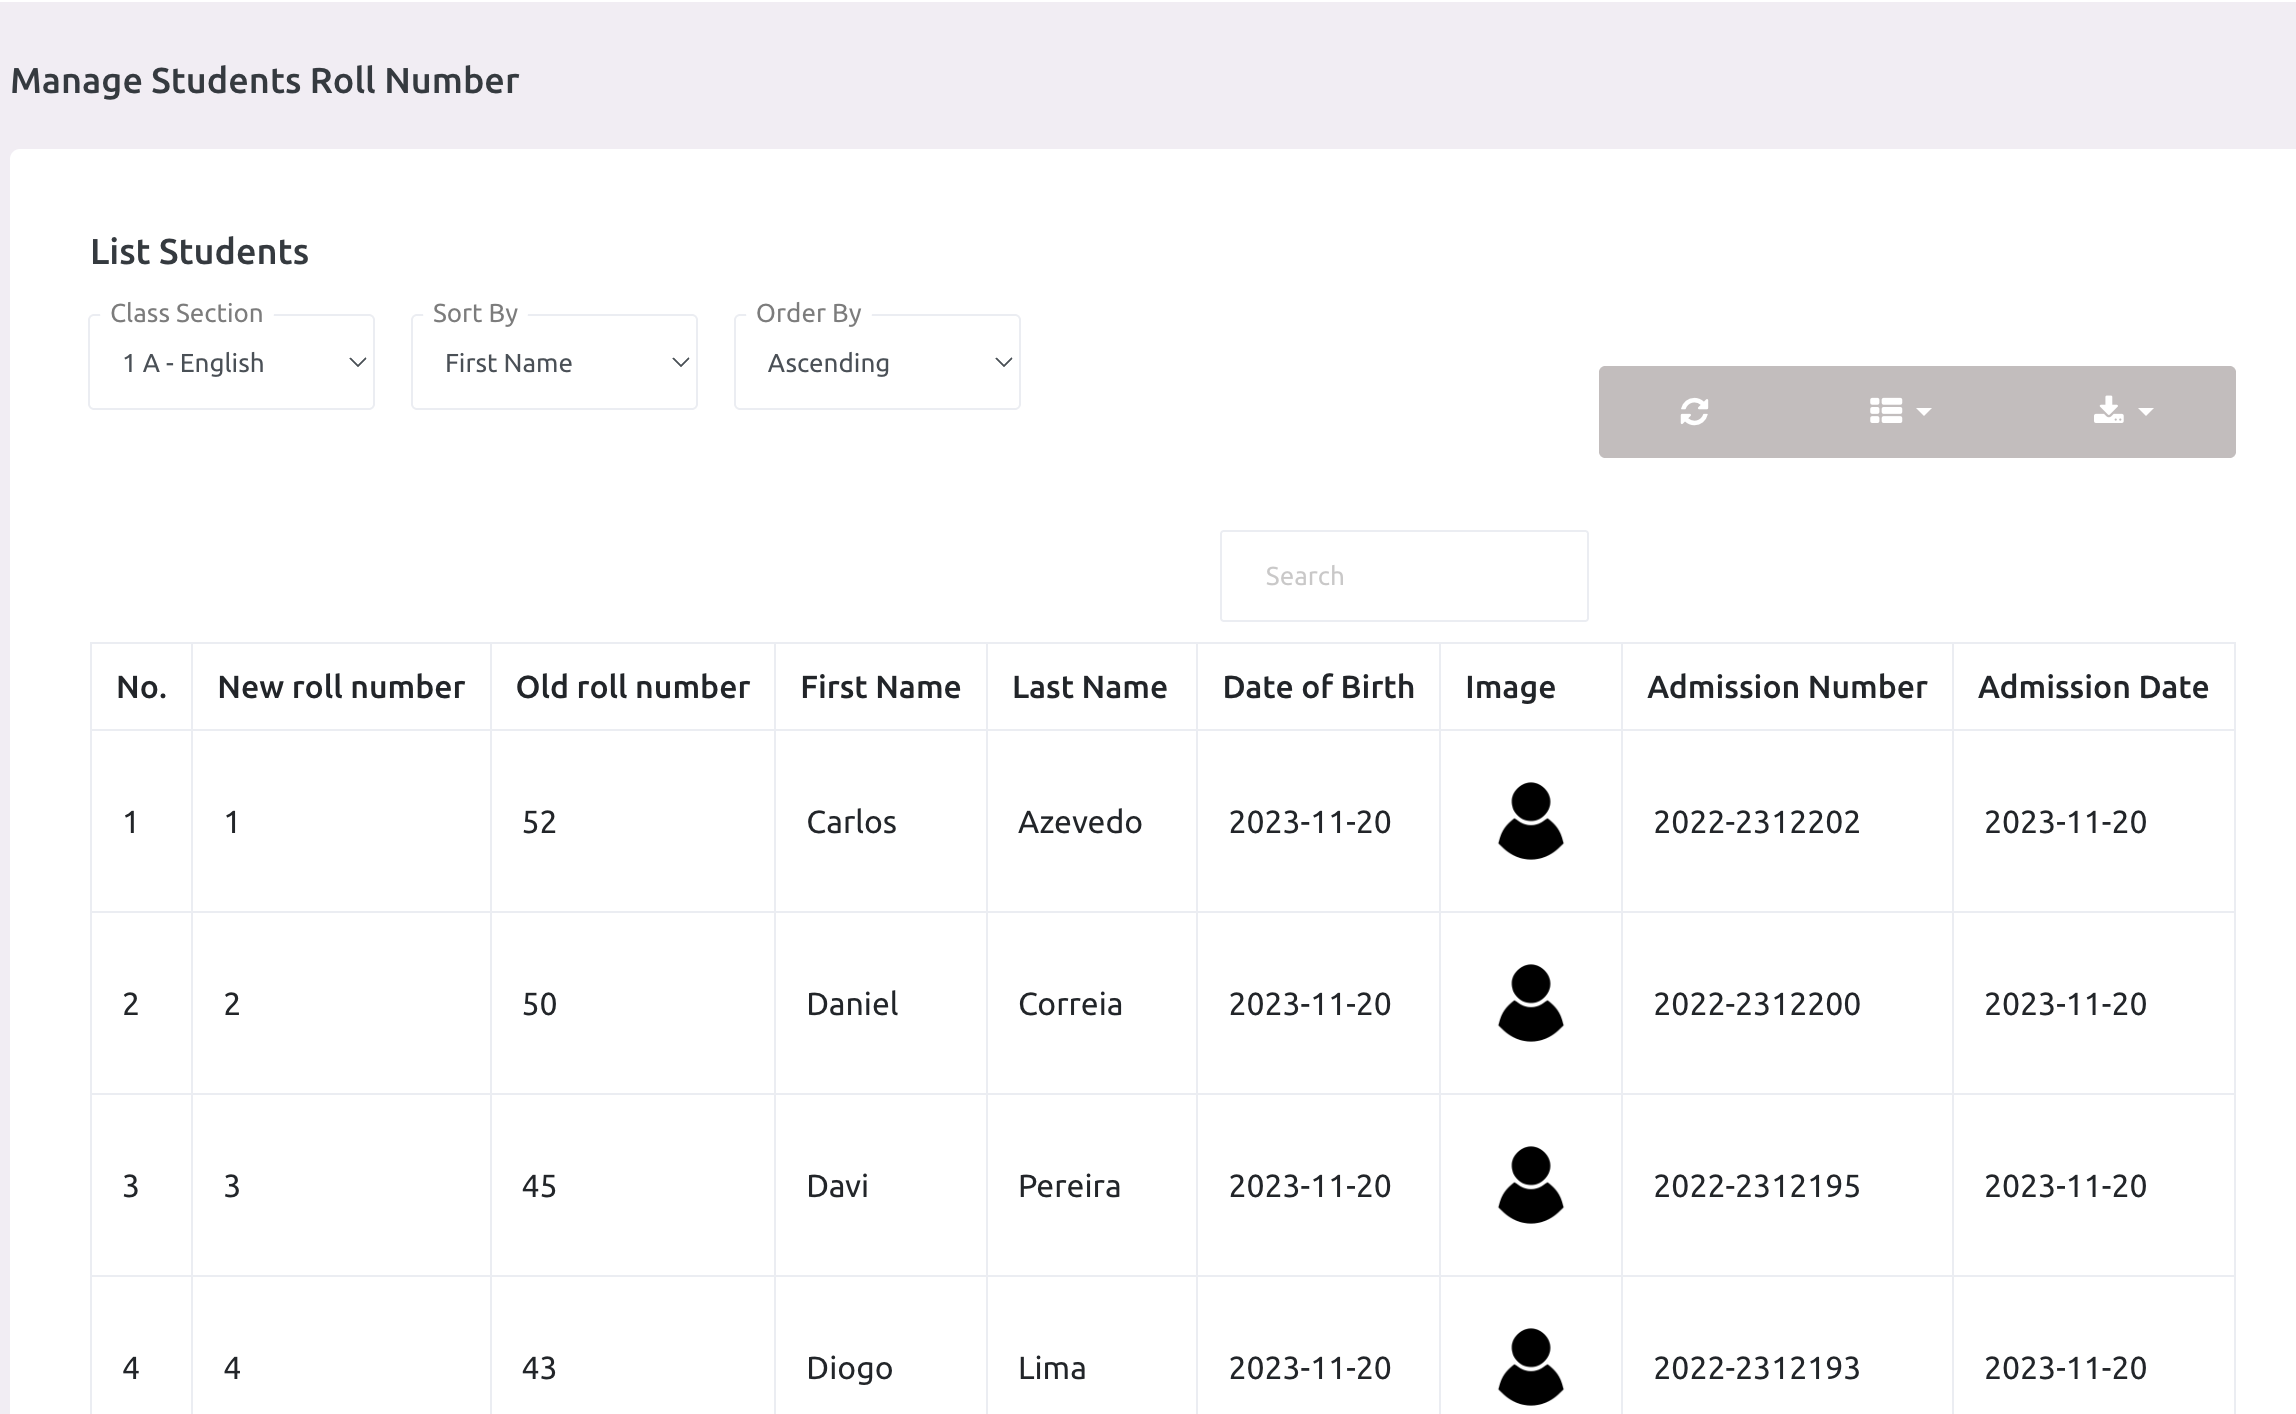 Manage Students Roll Number
List Students
Class Section
Sort By
Order By
1 A - English
First Name
Ascending
Search
No. New roll number Old roll number First Name Last Name Date of Birth Image Admission Number Admission Date
1 1 52 Carlos Azevedo 2023-11-20 2022-2312202 2023-11-20
2 2 50 Daniel Correia 2023-11-20 2022-2312200 2023-11-20
3 3 45 Davi Pereira 2023-11-20 2022-2312195 2023-11-20
4 4 43 Diogo Lima 2023-11-20 2022-2312193 2023-11-20